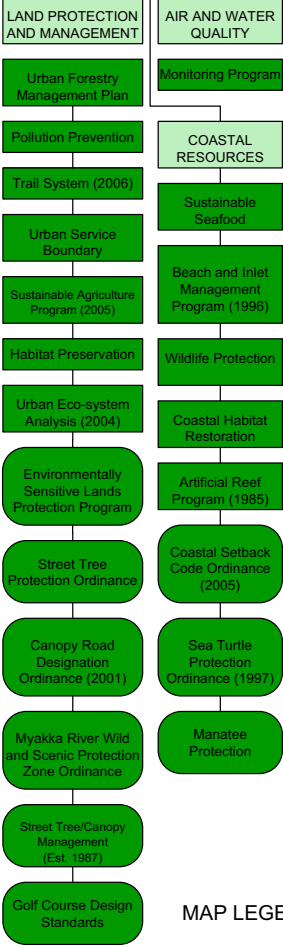 LAND PROTECTION
AND MANAGEMENT
Urban Forestry
Management Plan
Pollution Prevention
Trail System (2006)
Urban Service
Boundary
Sustainable Agriculture
Program (2005)
Habitat Preservation
Urban Eco-system
Analysis (2004)
Environmentally
Sensitive Lands
Protection Program
Street Tree
Protection Ordinance
Canopy Road
Designation
Ordinance (2001)
Myakka River Wild
and Scenic Protection
Zone Ordinance
Street Tree/Canopy
Management
(Est. 1987)
Golf Course Design
Standards
AIR AND WATER
QUALITY
Monitoring Program
COASTAL
RESOURCES
Sustainable
Seafood
Beach and Inlet
Management
Program (1996)
Wildlife Protection
Coastal Habitat
Restoration
Artificial Reef
Program (1985)
Coastal Setback
Code Ordinance
(2005)
Sea Turtle
Protection
Ordinance (1997)
Manatee
Protection
MAP LEGE